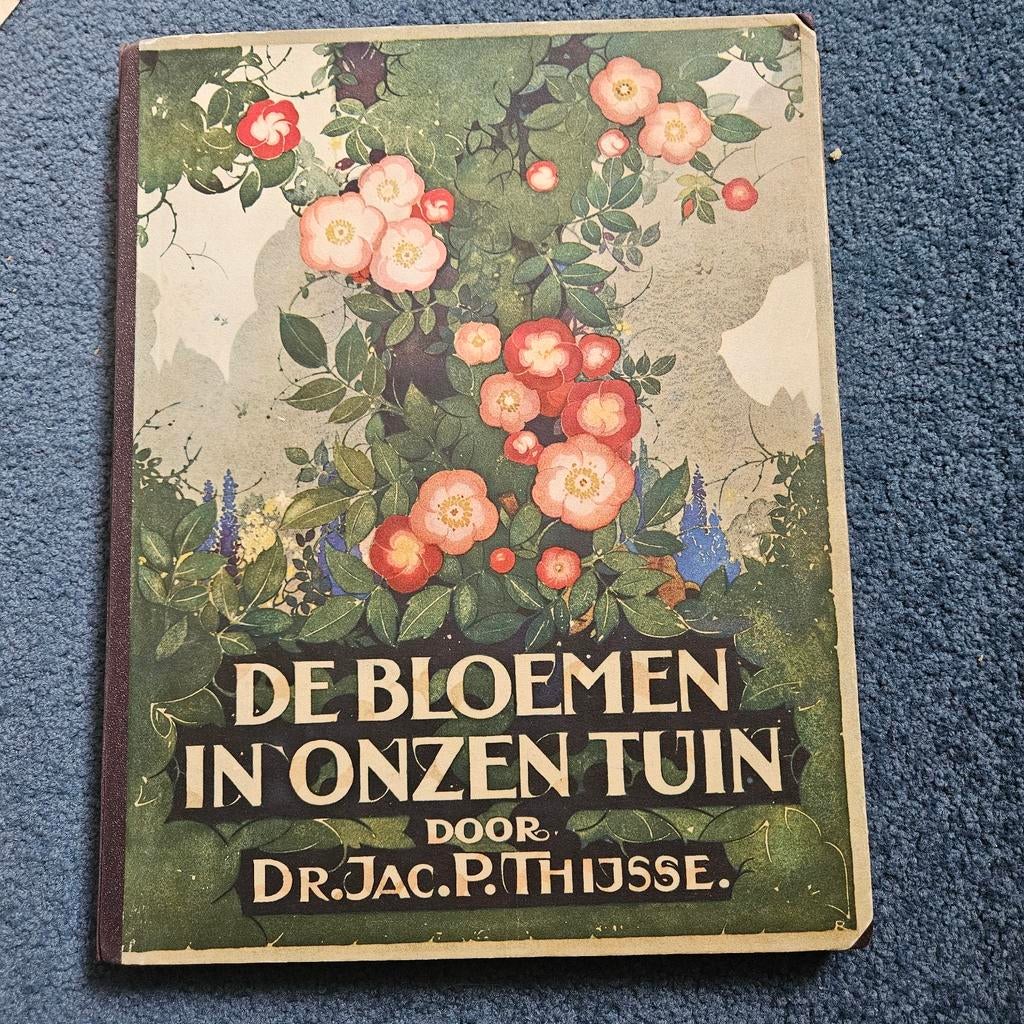 DE BLOEMEN
IN ONZEN TUIN
DOOR
DR. JAC. P. THIJSSE.